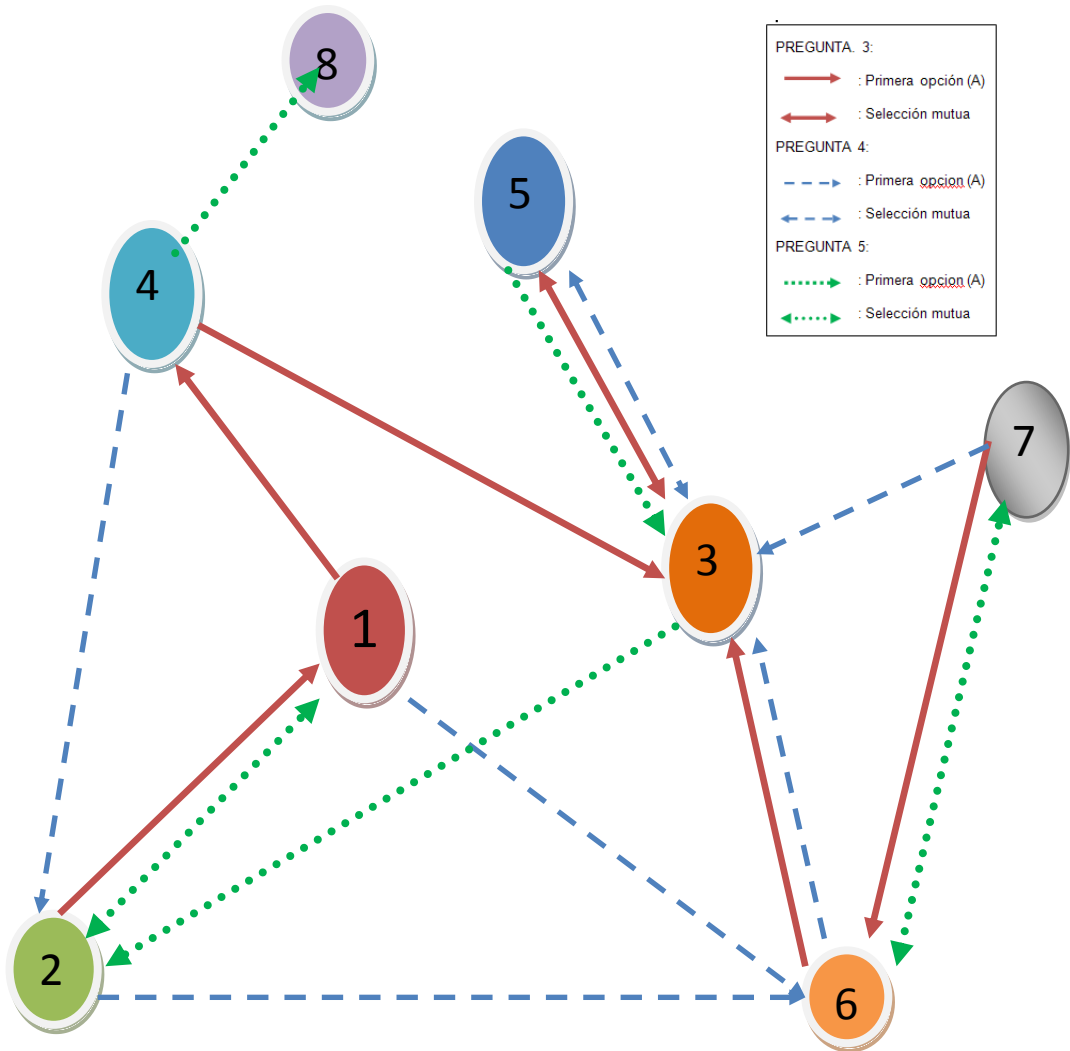 8
5
4
7
3
1
2
6
PREGUNTA. 3:
: Primera opción (A)
: Selección mutua
PREGUNTA 4:
: Primera opcion (A)
: Selección mutua
PREGUNTA 5:
: Primera opcion (A)
: Selección mutua